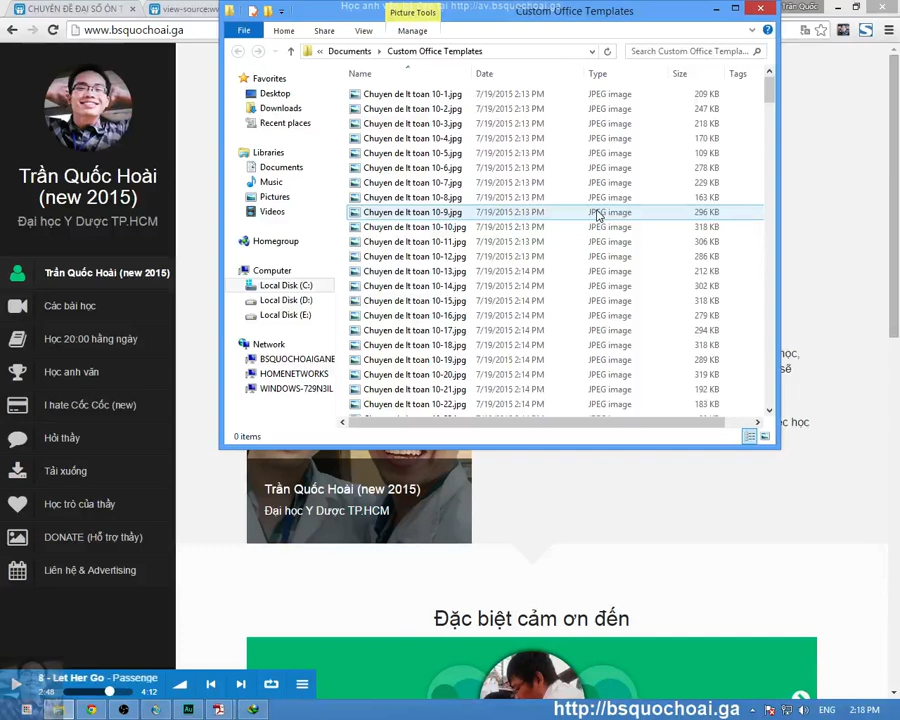 Học anh văn tại http://av.bsquochoai.ga
CHUYÊN ĐỀ ĐẠI SỐ ÔN T
view-source:ww
Trần Quốc
www.bsquochoai.ga
Picture Tools
Custom Office Templates
File
Home
Share
View
Manage
Documents
Custom Office Templates
Search Custom Office Templa...
Name
Date
Type
Size
Tags
Favorites
Desktop
Downloads
Recent places
Libraries
Documents
Music
Pictures
Videos
Homegroup
Computer
Local Disk (C:)
Local Disk (D:)
Local Disk (E:)
Network
BSQUOCHOAIGANE
HOMENETWORKS
WINDOWS-729N3IL
Chuyen de lt toan 10-1.jpg 7/19/2015 2:13 PM JPEG image 209 KB
Chuyen de lt toan 10-2.jpg 7/19/2015 2:13 PM JPEG image 247 KB
Chuyen de lt toan 10-3.jpg 7/19/2015 2:13 PM JPEG image 218 KB
Chuyen de lt toan 10-4.jpg 7/19/2015 2:13 PM JPEG image 170 KB
Chuyen de lt toan 10-5.jpg 7/19/2015 2:13 PM JPEG image 109 KB
Chuyen de lt toan 10-6.jpg 7/19/2015 2:13 PM JPEG image 278 KB
Chuyen de lt toan 10-7.jpg 7/19/2015 2:13 PM JPEG image 229 KB
Chuyen de lt toan 10-8.jpg 7/19/2015 2:13 PM JPEG image 163 KB
Chuyen de lt toan 10-9.jpg 7/19/2015 2:13 PM JPEG image 296 KB
Chuyen de lt toan 10-10.jpg 7/19/2015 2:13 PM JPEG image 318 KB
Chuyen de lt toan 10-11.jpg 7/19/2015 2:13 PM JPEG image 306 KB
Chuyen de lt toan 10-12.jpg 7/19/2015 2:13 PM JPEG image 286 KB
Chuyen de lt toan 10-13.jpg 7/19/2015 2:14 PM JPEG image 212 KB
Chuyen de lt toan 10-14.jpg 7/19/2015 2:14 PM JPEG image 302 KB
Chuyen de lt toan 10-15.jpg 7/19/2015 2:14 PM JPEG image 318 KB
Chuyen de lt toan 10-16.jpg 7/19/2015 2:14 PM JPEG image 279 KB
Chuyen de lt toan 10-17.jpg 7/19/2015 2:14 PM JPEG image 294 KB
Chuyen de lt toan 10-18.jpg 7/19/2015 2:14 PM JPEG image 318 KB
Chuyen de lt toan 10-19.jpg 7/19/2015 2:14 PM JPEG image 289 KB
Chuyen de lt toan 10-20.jpg 7/19/2015 2:14 PM JPEG image 319 KB
Chuyen de lt toan 10-21.jpg 7/19/2015 2:14 PM JPEG image 192 KB
Chuyen de lt toan 10-22.jpg 7/19/2015 2:14 PM JPEG image 183 KB
0 items
Trần Quốc Hoài
(new 2015)
Đại học Y Dược TP.HCM
Trần Quốc Hoài (new 2015)
Các bài học
Học 20:00 hằng ngày
Học anh văn
I hate Cốc Cốc (new)
Hỏi thầy
Tải xuống
Học trò của thầy
DONATE (Hỗ trợ thầy)
Liên hệ & Advertising
học,
sẽ
học
Trần Quốc Hoài (new 2015)
Đại học Y Dược TP.HCM
Đặc biệt cảm ơn đến
8 - Let Her Go - Passenge
2:48
4:12
http://bsquochoai.ga
ENG
2:18 PM